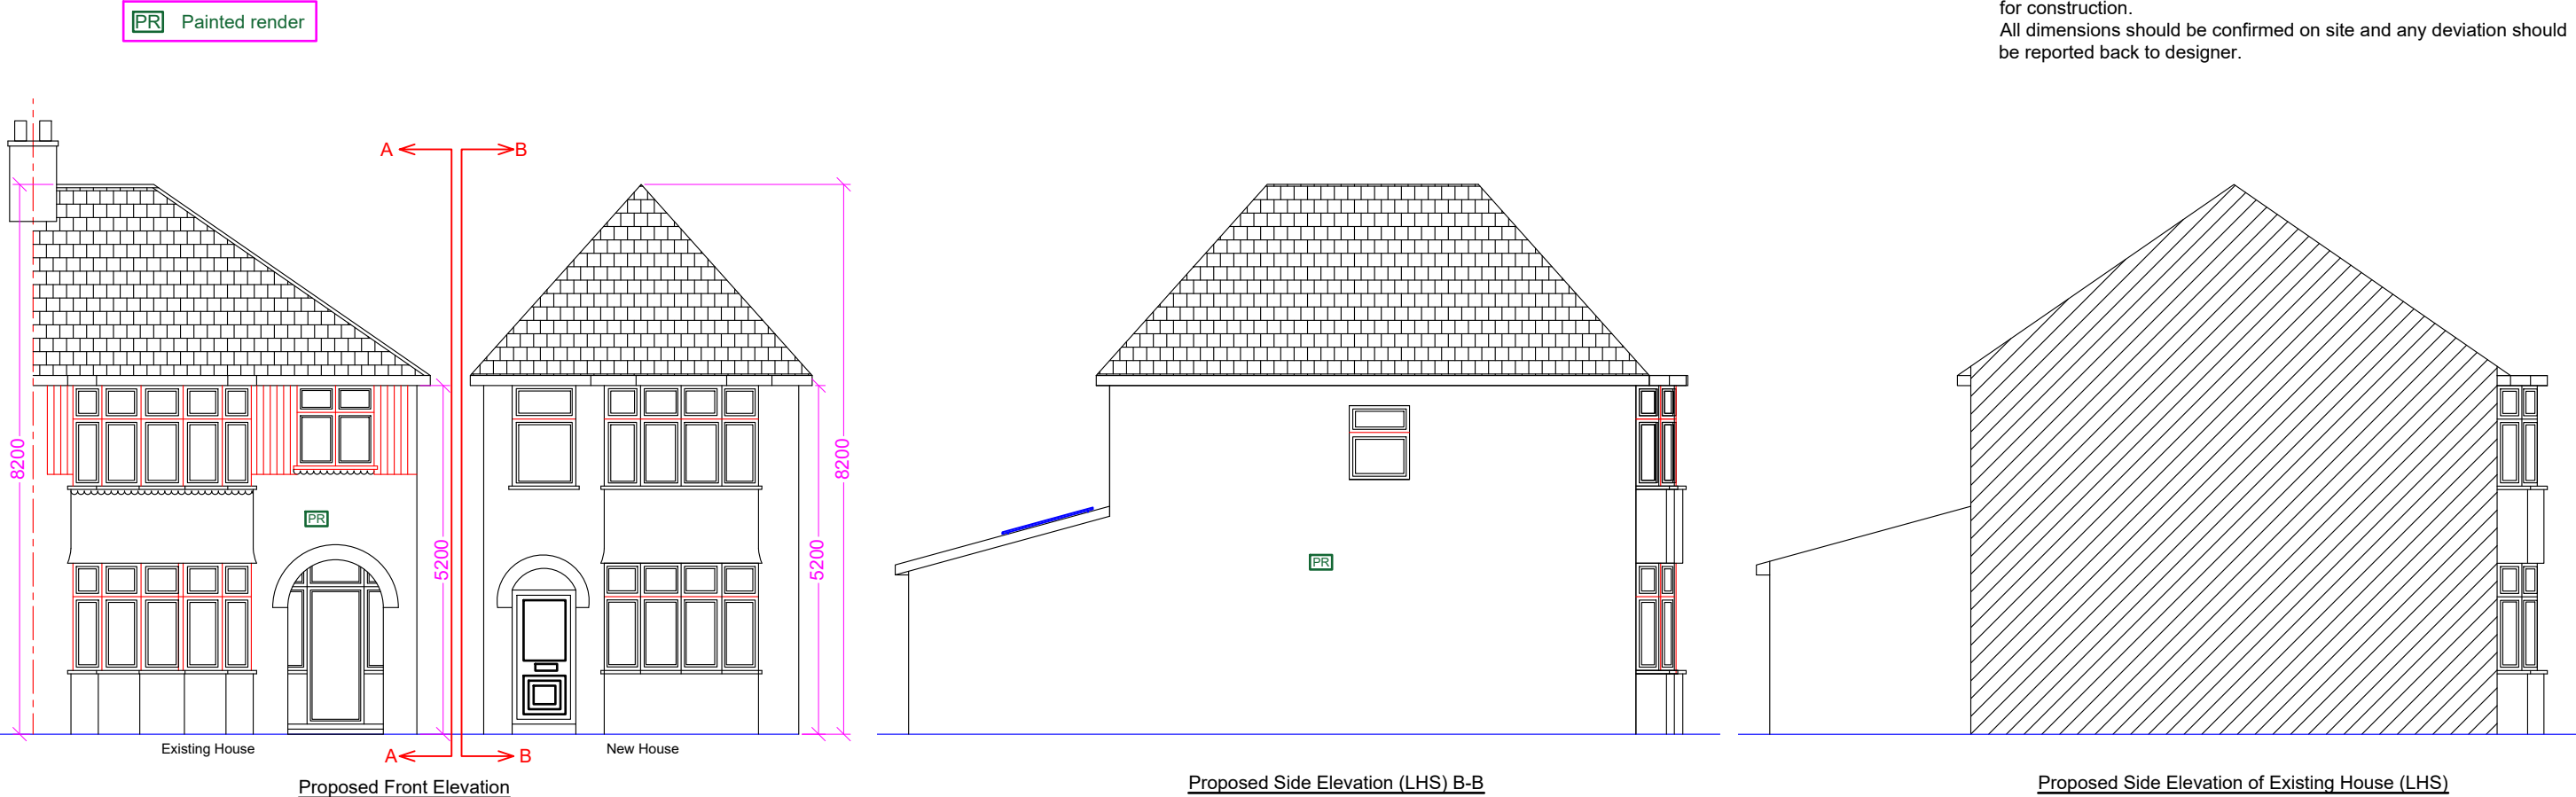 PR Painted render
for construction.
All dimensions should be confirmed on site and any deviation should
be reported back to designer.
A B
8200
5200
PR
Existing House
A B
New House
5200
8200
Proposed Front Elevation
PR
Proposed Side Elevation (LHS) B-B
Proposed Side Elevation of Existing House (LHS)